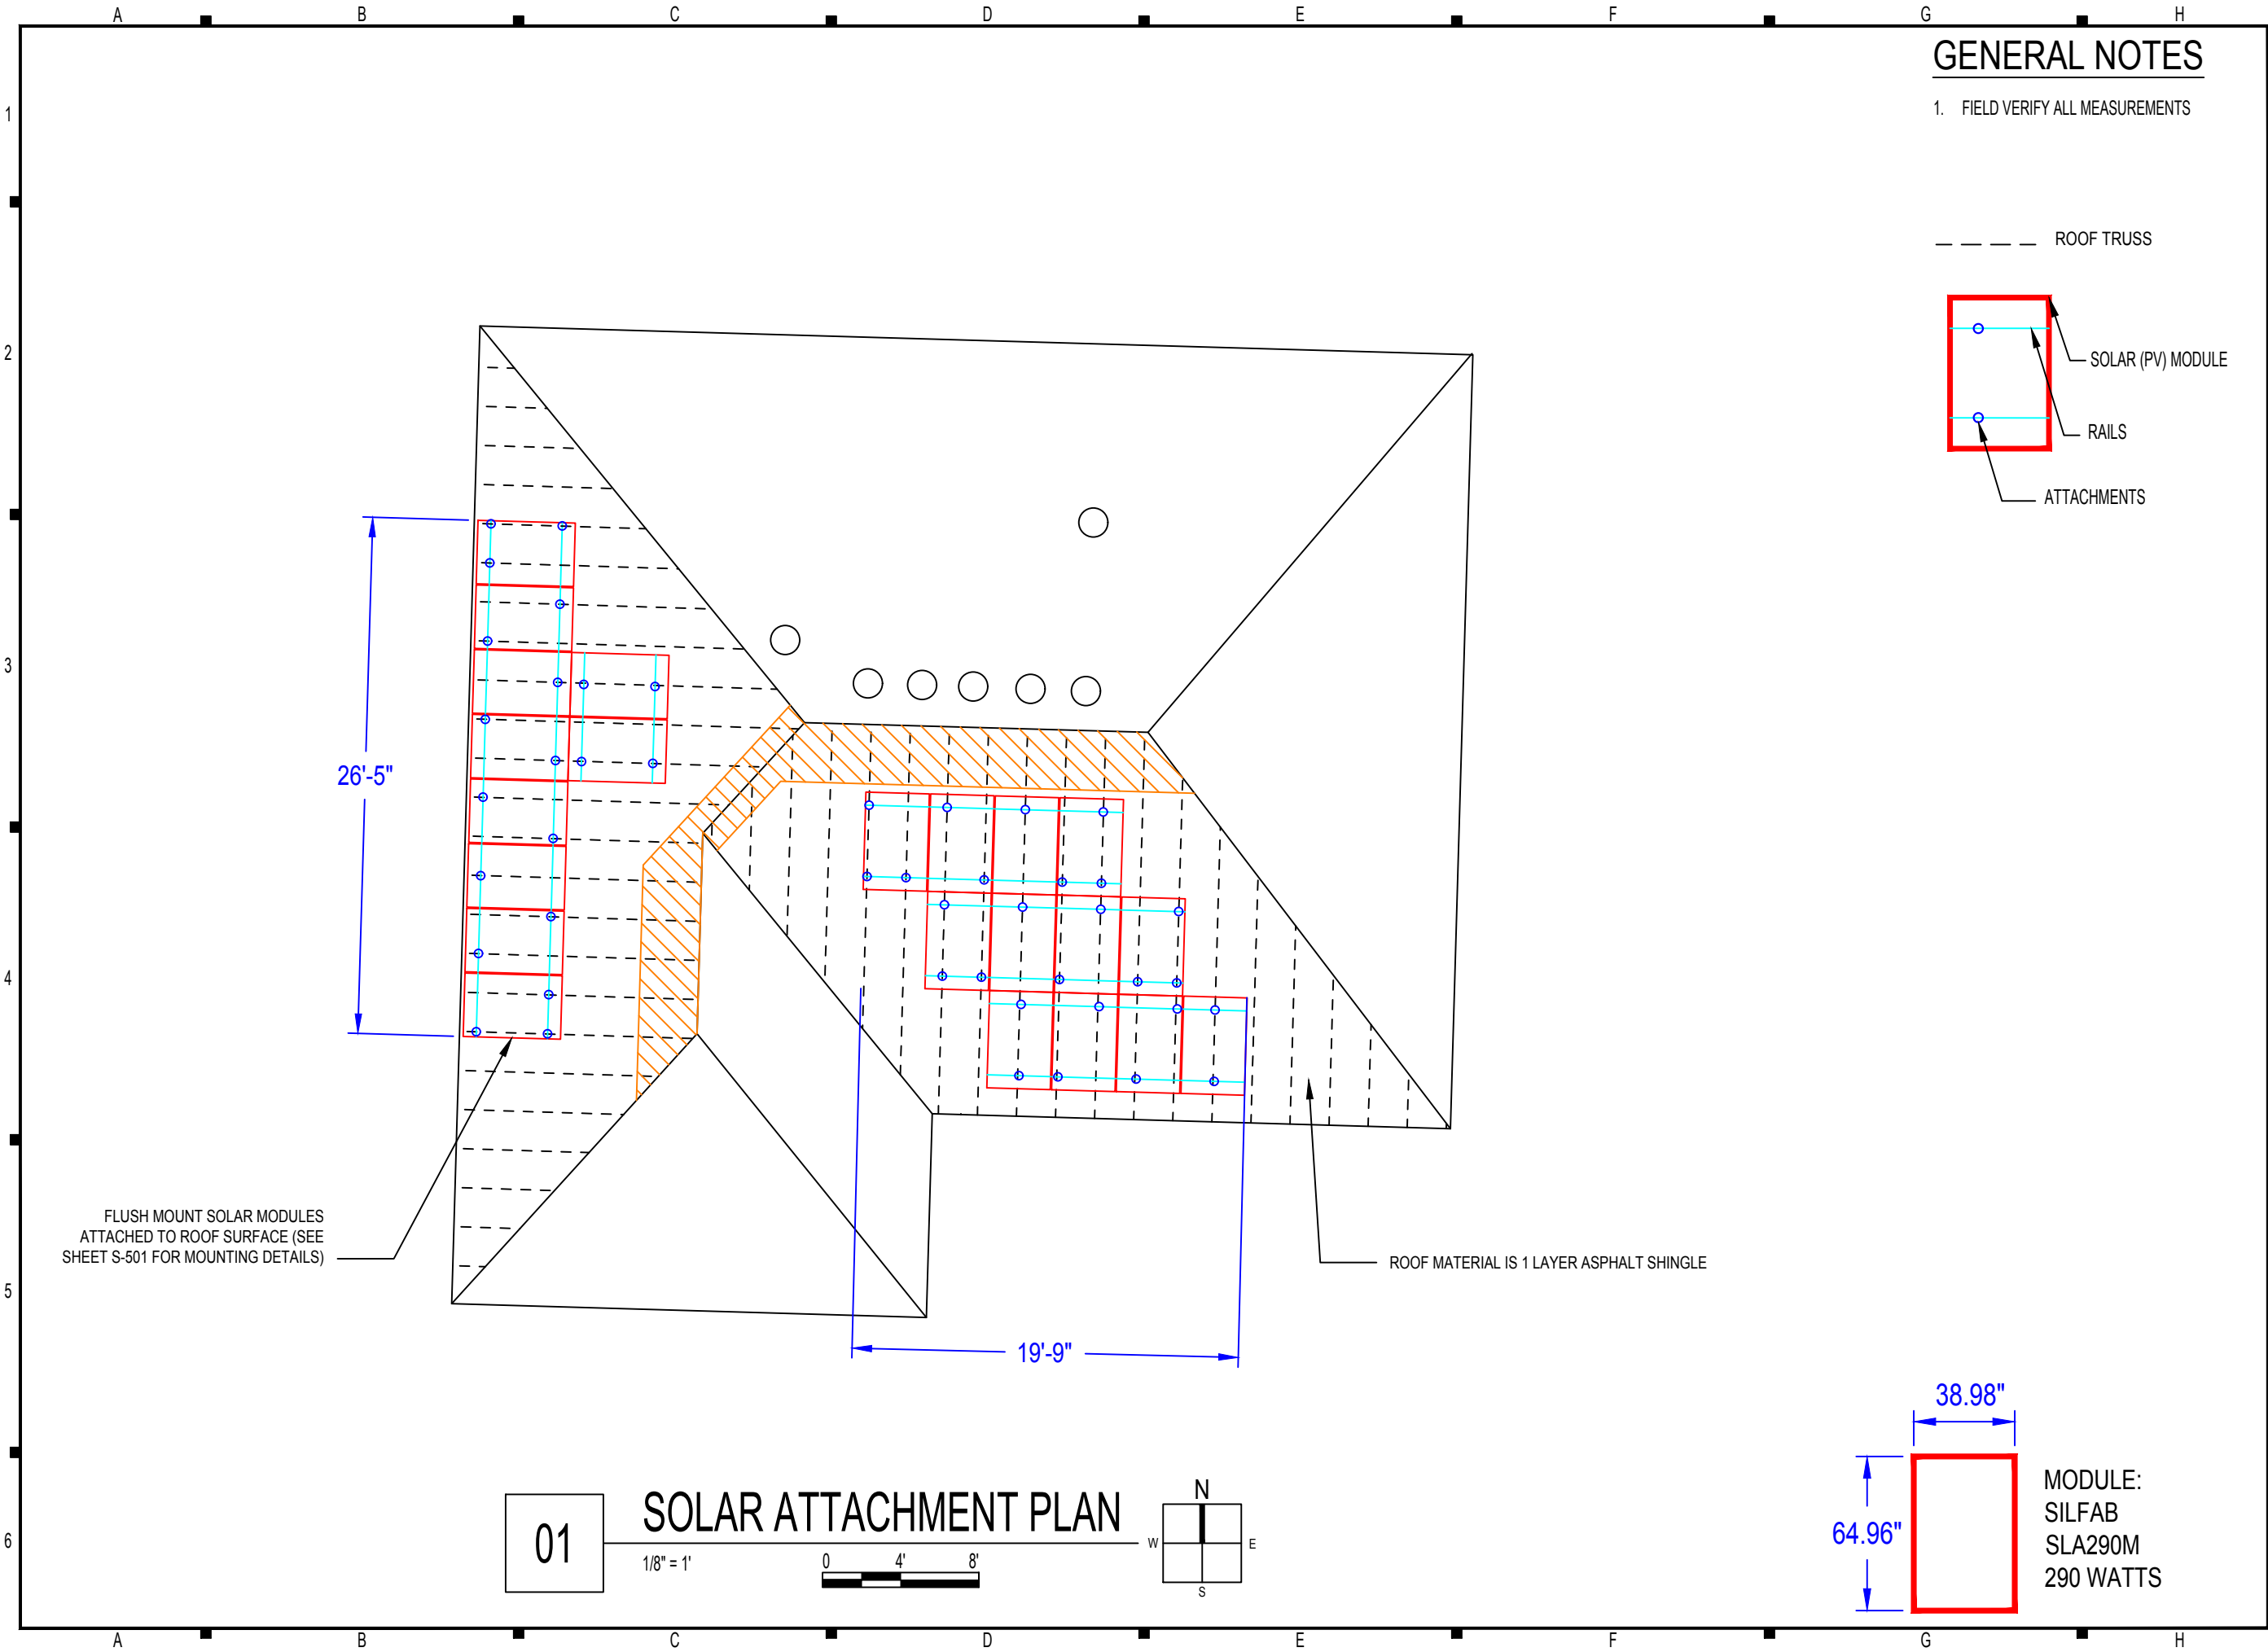 A B C D E F G H
GENERAL NOTES
1. FIELD VERIFY ALL MEASUREMENTS
1
ROOF TRUSS
2
SOLAR (PV) MODULE
RAILS
ATTACHMENTS
3
26'-5"
4
FLUSH MOUNT SOLAR MODULES
ATTACHED TO ROOF SURFACE (SEE
SHEET S-501 FOR MOUNTING DETAILS)
ROOF MATERIAL IS 1 LAYER ASPHALT SHINGLE
5
19'-9"
38.98"
64.96"
MODULE:
SILFAB
SLA290M
290 WATTS
6
01
SOLAR ATTACHMENT PLAN
1/8" = 1'
0 4' 8'
N
W E
S
A B C D E F G H